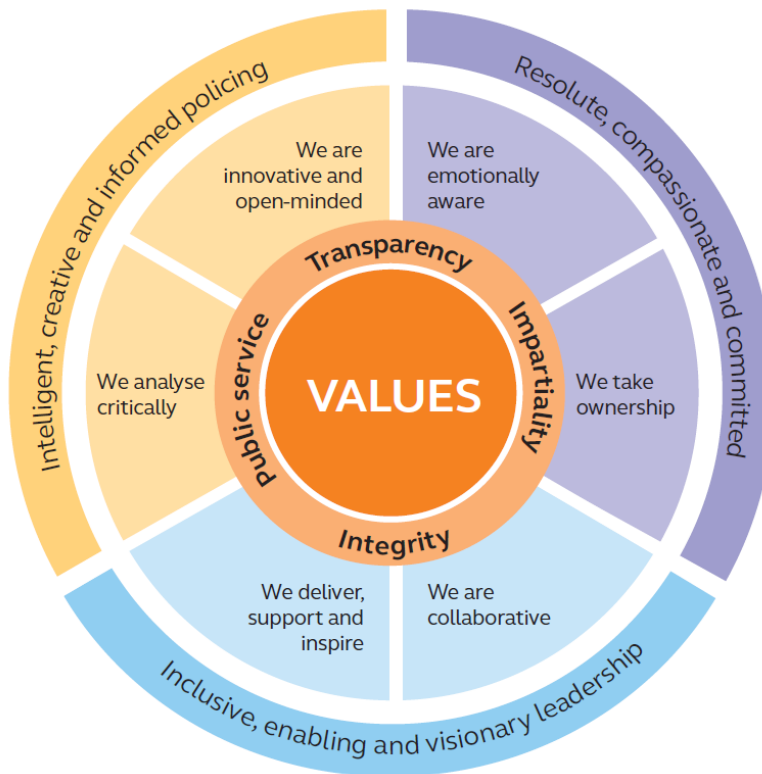 Intelligent, creative and informed policing
Resolute, compassionate and committed
We are
innovative and
open-minded
We are
emotionally
aware
Transparency
Public service
VALUES
Impartiality
We analyse
critically
We take
ownership
Integrity
We deliver,
support and
inspire
We are
collaborative
Inclusive, enabling and visionary leadership